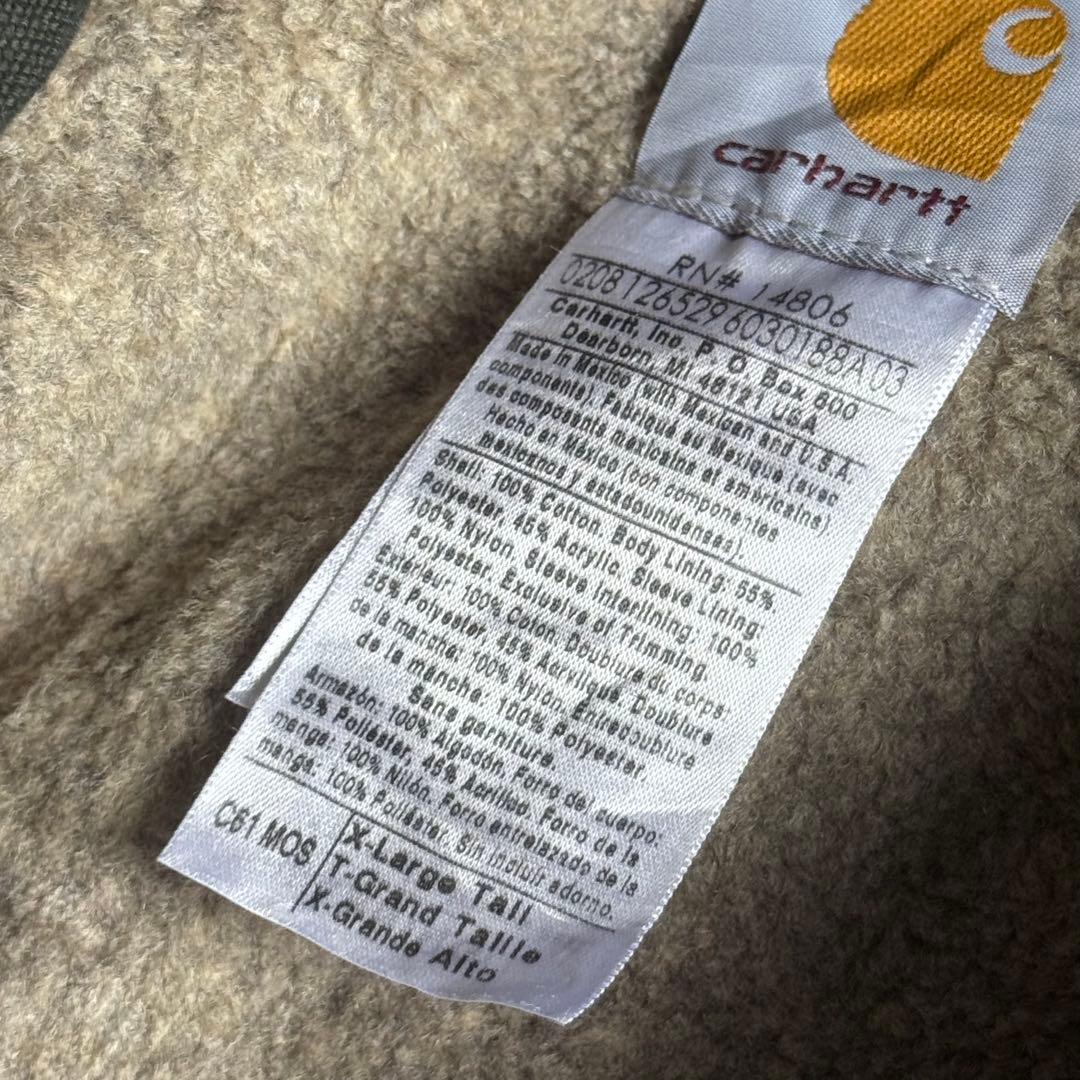 carhartt
RN# 14806
0208126529603 0188A 03
Carhartt, Inc. P. O Box 600
Dearborn, MI 48121 USA
Made in Mexico (with Mexican and U.S.A.
components). Fabriqué au Mexique (avec
des composants mexicains et américains)
Hecho en México (con componentes
mexicanos y estadounidenses).
Shell: 100% Cotton. Body Lining: 55%
Polyester, 45% Acrylic. Sleeve Lining:
100% Nylon, Sleeve Interlining: 100%
Polyester. Exclusive of Trimming.
Extérieur: 100% Coton. Doublure du corps:
55% Polyester, 45% Acrylique. Doublure
de la manche: 100% Nylon. Entredoublure
de la manche: 100% Polyester.
Sans garniture.
Armazón: 100% Algodón. Forro del cuerpo:
55% Poliéster, 45% Acrílico. Forro de la
manga: 100% Nilón. Forro entrelazado de la
manga: 100% Poliéster. Sin incluir adorno.
C61 MOS
X-Large Tall
T-Grand Taille
X-Grande Alto